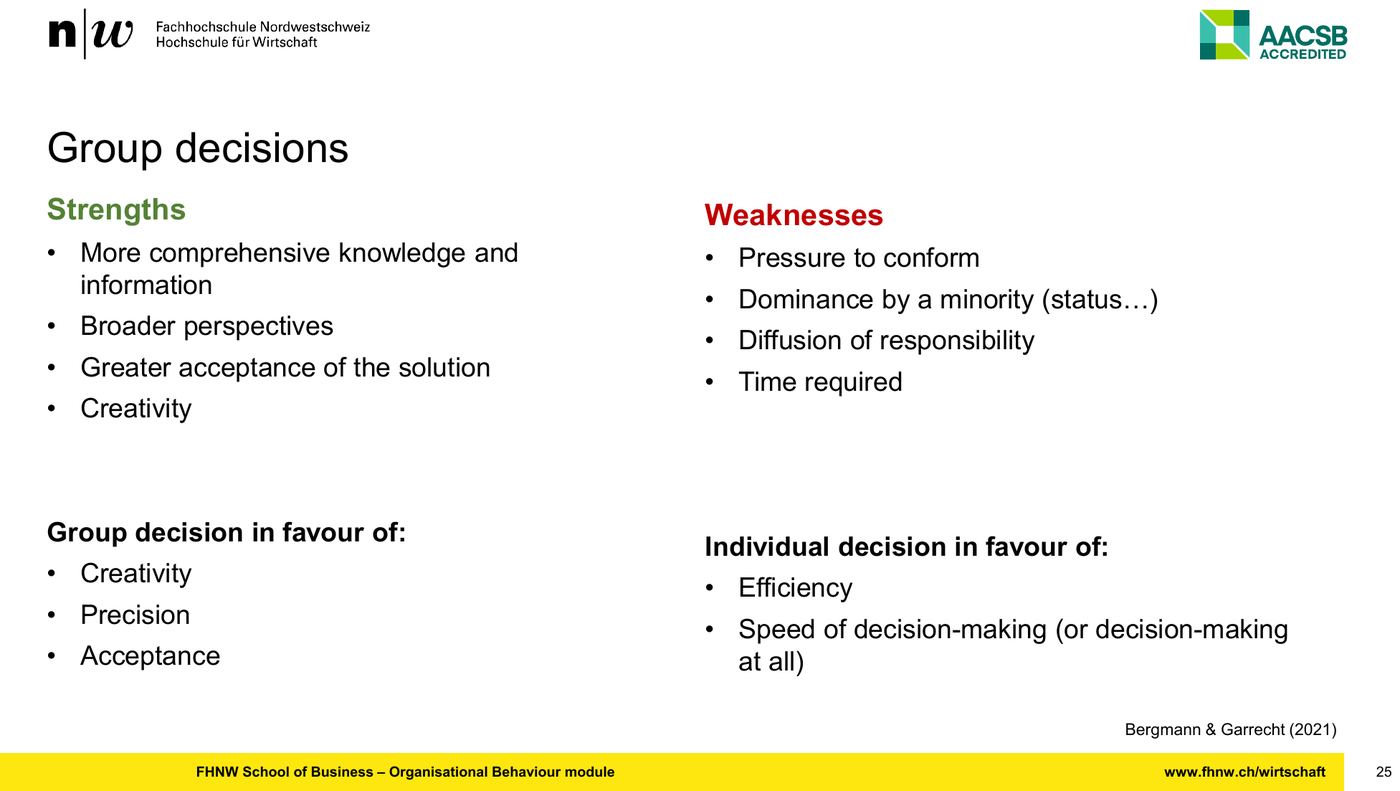 n|w Fachhochschule Nordwestschweiz
Hochschule für Wirtschaft
AACSB
ACCREDITED
Group decisions
Strengths
• More comprehensive knowledge and
information
• Broader perspectives
• Greater acceptance of the solution
• Creativity
Weaknesses
• Pressure to conform
• Dominance by a minority (status…)
• Diffusion of responsibility
• Time required
Group decision in favour of:
• Creativity
• Precision
• Acceptance
Individual decision in favour of:
• Efficiency
• Speed of decision-making (or decision-making
at all)
Bergmann & Garrecht (2021)
FHNW School of Business – Organisational Behaviour module
www.fhnw.ch/wirtschaft
25